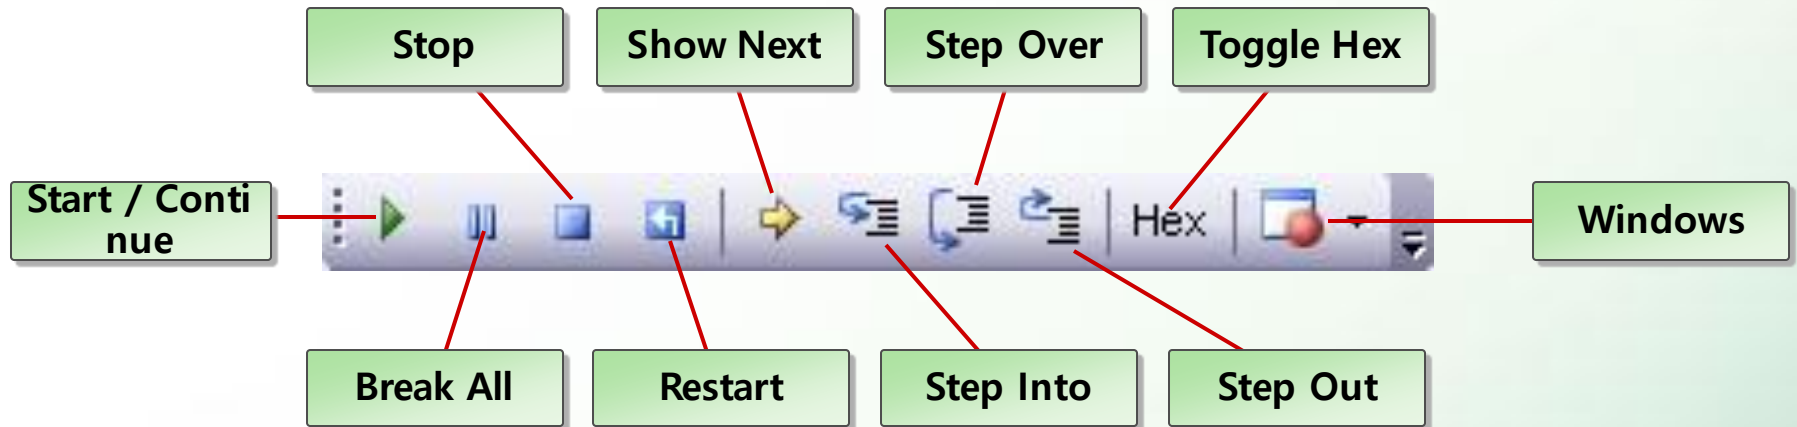 Stop
Show Next
Step Over
Toggle Hex
Start / Conti
nue
Hex
Windows
Break All
Restart
Step Into
Step Out